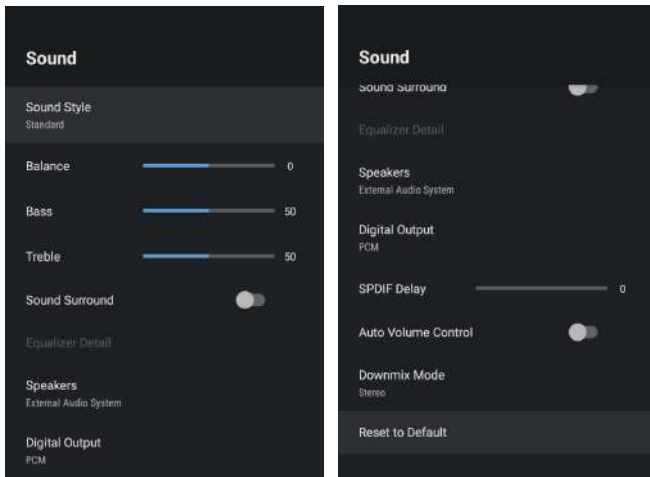 Sound
Sound Style
Standard
Balance 0
Bass 50
Treble 50
Sound Surround
Equalizer Detail
Speakers
External Audio System
Digital Output
PCM
Sound
Sound Surround
Equalizer Detail
Speakers
External Audio System
Digital Output
PCM
SPDIF Delay 0
Auto Volume Control
Downmix Mode
Stereo
Reset to Default